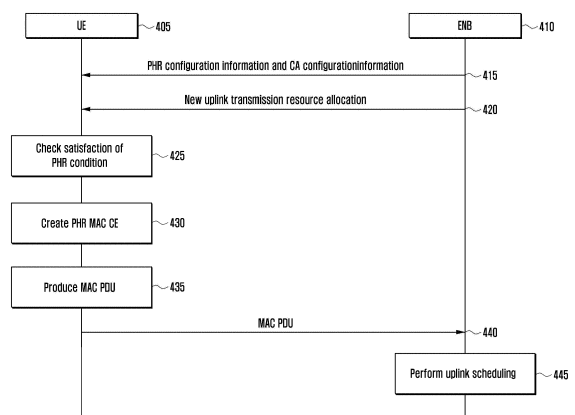 UE
405
ENB
410
PHR configuration information and CA configurationinformation
415
New uplink transmission resource allocation
420
Check satisfaction of
PHR condition
425
Create PHR MAC CE
430
Produce MAC PDU
435
MAC PDU
440
Perform uplink scheduling
445